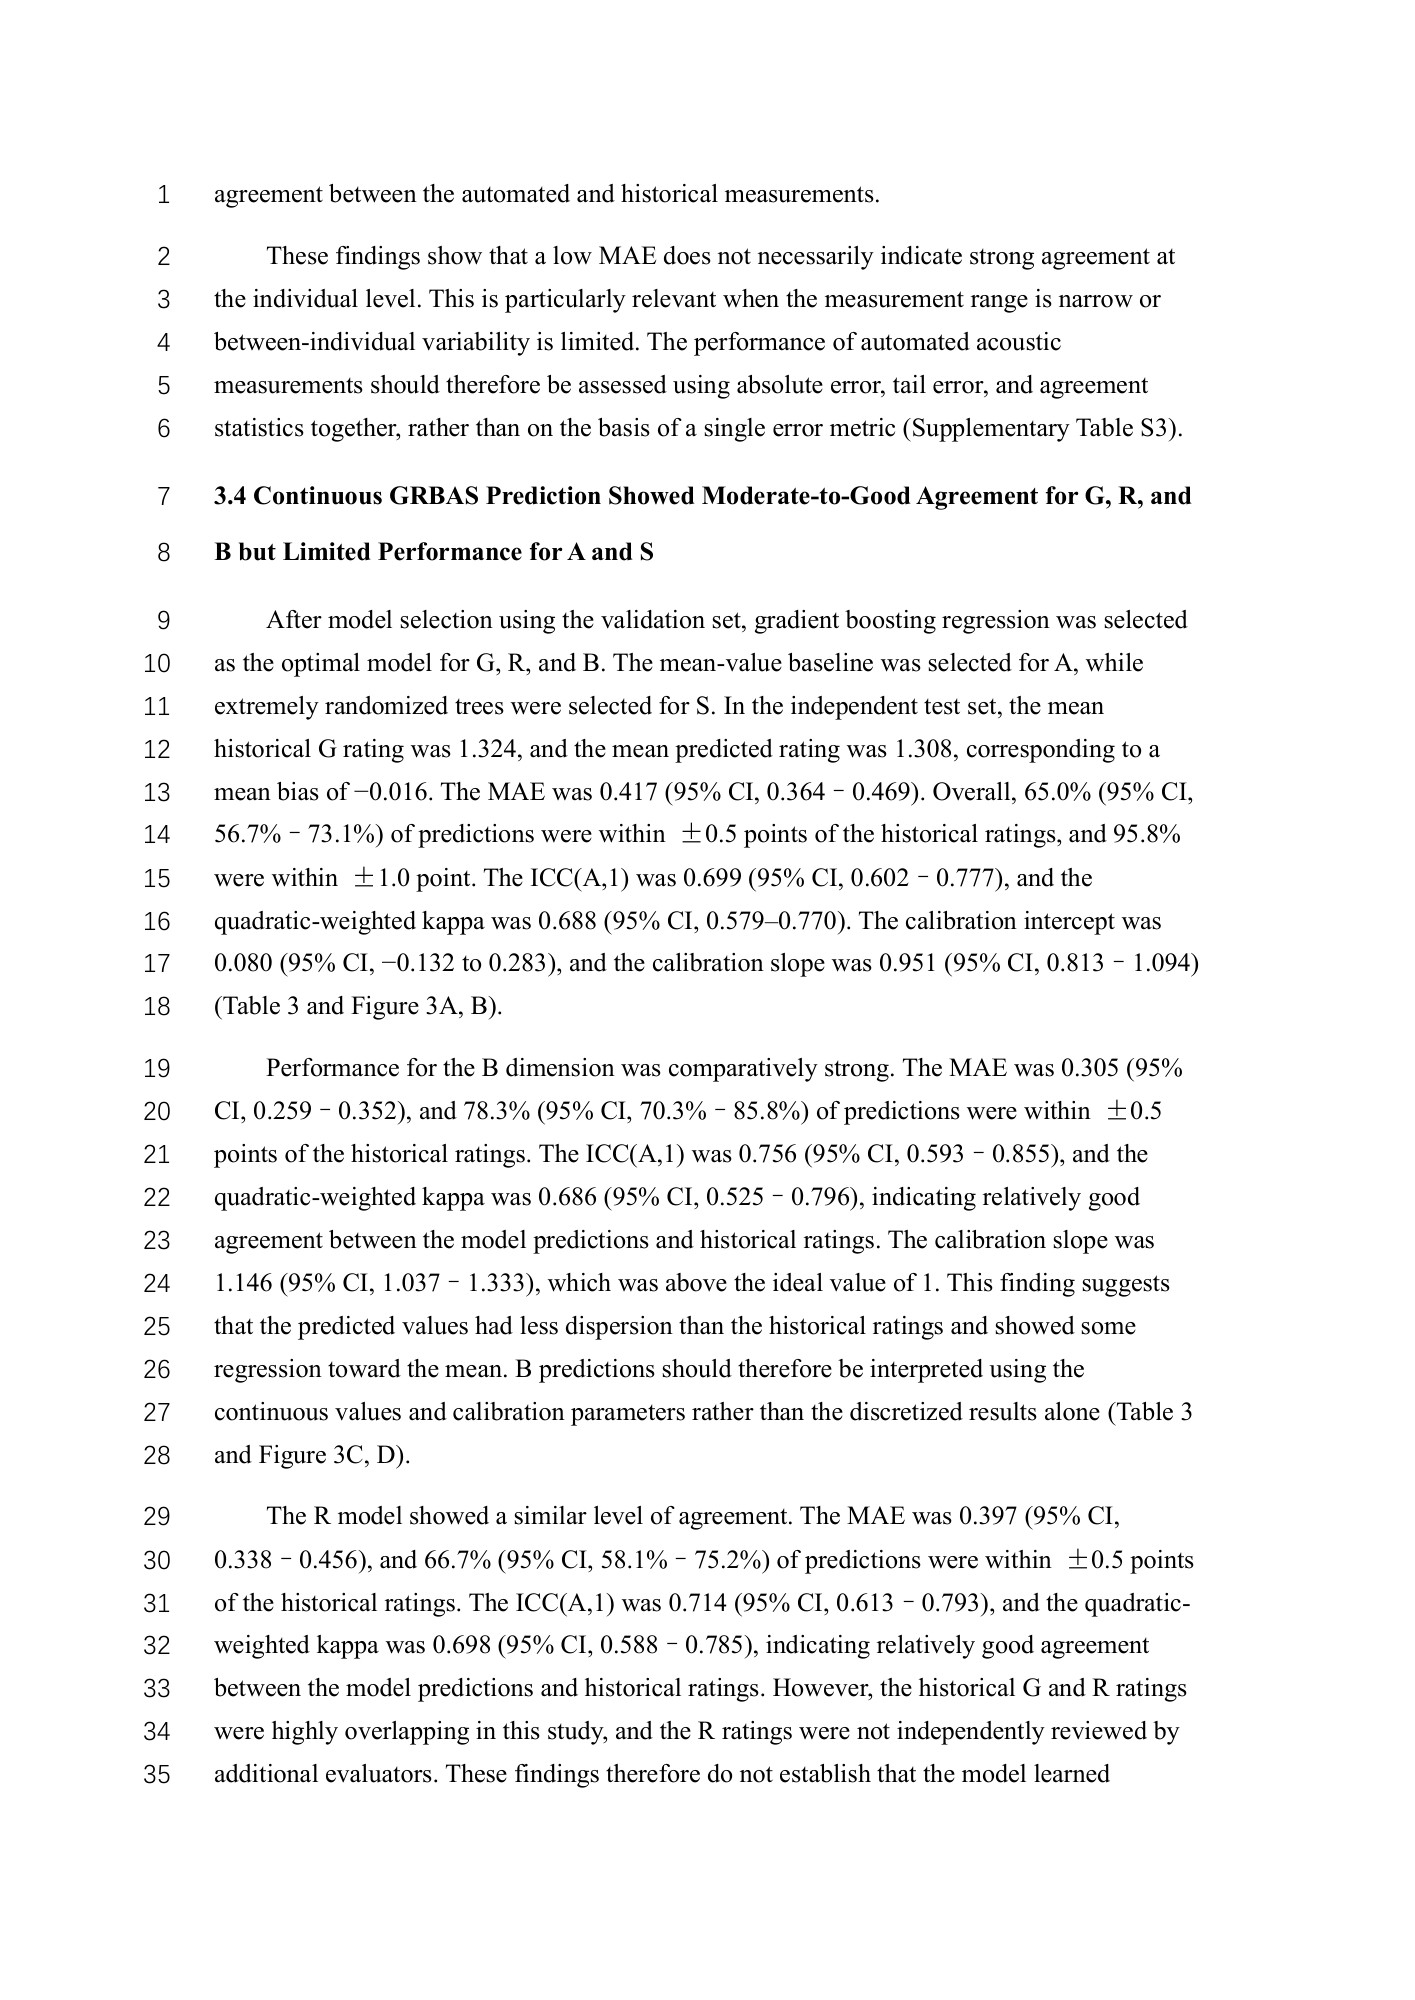 1 agreement between the automated and historical measurements.
2 These findings show that a low MAE does not necessarily indicate strong agreement at
3 the individual level. This is particularly relevant when the measurement range is narrow or
4 between-individual variability is limited. The performance of automated acoustic
5 measurements should therefore be assessed using absolute error, tail error, and agreement
6 statistics together, rather than on the basis of a single error metric (Supplementary Table S3).
7 3.4 Continuous GRBAS Prediction Showed Moderate-to-Good Agreement for G, R, and
8 B but Limited Performance for A and S
9 After model selection using the validation set, gradient boosting regression was selected
10 as the optimal model for G, R, and B. The mean-value baseline was selected for A, while
11 extremely randomized trees were selected for S. In the independent test set, the mean
12 historical G rating was 1.324, and the mean predicted rating was 1.308, corresponding to a
13 mean bias of −0.016. The MAE was 0.417 (95% CI, 0.364－0.469). Overall, 65.0% (95% CI,
14 56.7%－73.1%) of predictions were within ±0.5 points of the historical ratings, and 95.8%
15 were within ±1.0 point. The ICC(A,1) was 0.699 (95% CI, 0.602－0.777), and the
16 quadratic-weighted kappa was 0.688 (95% CI, 0.579–0.770). The calibration intercept was
17 0.080 (95% CI, −0.132 to 0.283), and the calibration slope was 0.951 (95% CI, 0.813－1.094)
18 (Table 3 and Figure 3A, B).
19 Performance for the B dimension was comparatively strong. The MAE was 0.305 (95%
20 CI, 0.259－0.352), and 78.3% (95% CI, 70.3%－85.8%) of predictions were within ±0.5
21 points of the historical ratings. The ICC(A,1) was 0.756 (95% CI, 0.593－0.855), and the
22 quadratic-weighted kappa was 0.686 (95% CI, 0.525－0.796), indicating relatively good
23 agreement between the model predictions and historical ratings. The calibration slope was
24 1.146 (95% CI, 1.037－1.333), which was above the ideal value of 1. This finding suggests
25 that the predicted values had less dispersion than the historical ratings and showed some
26 regression toward the mean. B predictions should therefore be interpreted using the
27 continuous values and calibration parameters rather than the discretized results alone (Table 3
28 and Figure 3C, D).
29 The R model showed a similar level of agreement. The MAE was 0.397 (95% CI,
30 0.338－0.456), and 66.7% (95% CI, 58.1%－75.2%) of predictions were within ±0.5 points
31 of the historical ratings. The ICC(A,1) was 0.714 (95% CI, 0.613－0.793), and the quadratic-
32 weighted kappa was 0.698 (95% CI, 0.588－0.785), indicating relatively good agreement
33 between the model predictions and historical ratings. However, the historical G and R ratings
34 were highly overlapping in this study, and the R ratings were not independently reviewed by
35 additional evaluators. These findings therefore do not establish that the model learned